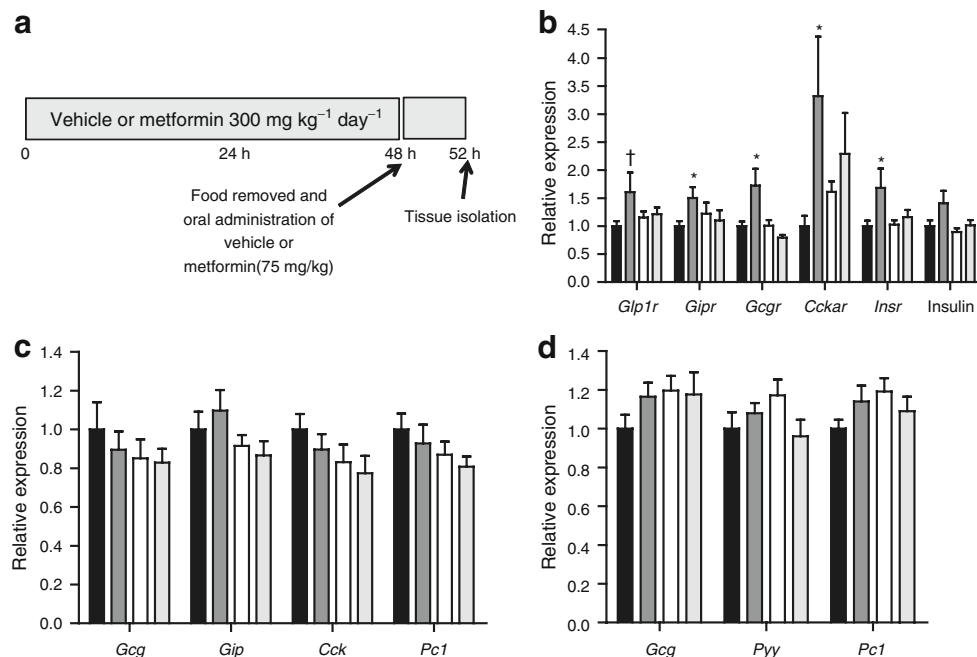 a
Vehicle or metformin 300 mg kg⁻¹ day⁻¹
0
24 h
48 h
52 h
Food removed and
oral administration of
vehicle or
metformin(75 mg/kg)
Tissue isolation
b
Relative expression
4.5
4.0
3.5
3.0
2.5
2.0
1.5
1.0
0.5
0.0
†
*
*
*
*
Glp1r
Gipr
Gcgr
Cckar
Insr
Insulin
c
Relative expression
1.4
1.2
1.0
0.8
0.6
0.4
0.2
0.0
Gcg
Gip
Cck
Pc1
d
Relative expression
1.4
1.2
1.0
0.8
0.6
0.4
0.2
0.0
Gcg
Pyy
Pc1